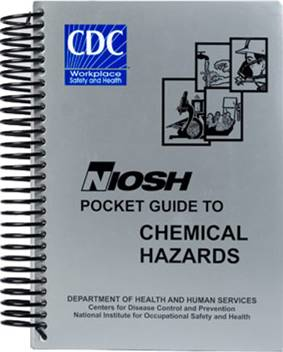 CDC
Workplace
Safety and Health
NIOSH
POCKET GUIDE TO
CHEMICAL
HAZARDS
DEPARTMENT OF HEALTH AND HUMAN SERVICES
Centers for Disease Control and Prevention
National Institute for Occupational Safety and Health